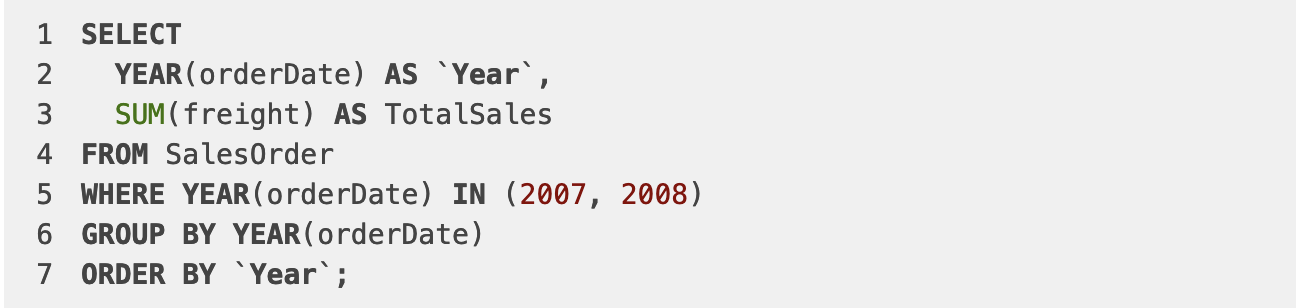 1 SELECT
2   YEAR(orderDate) AS `Year`,
3   SUM(freight) AS TotalSales
4 FROM SalesOrder
5 WHERE YEAR(orderDate) IN (2007, 2008)
6 GROUP BY YEAR(orderDate)
7 ORDER BY `Year`;